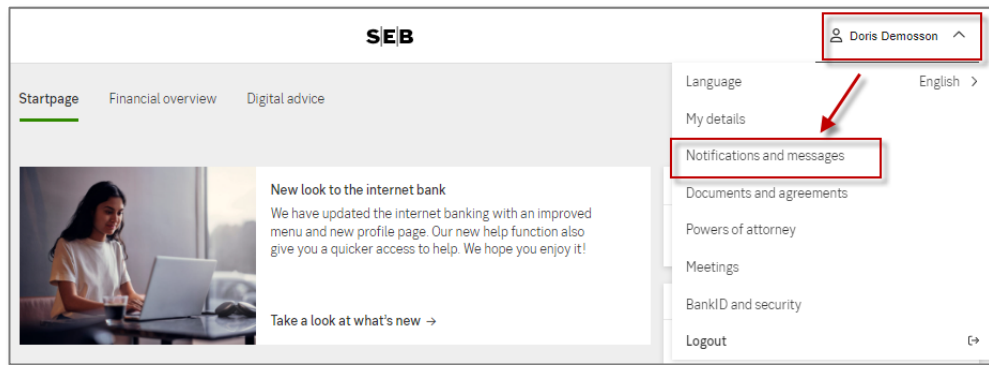 SEB
Doris Demosson
Startpage Financial overview Digital advice
Language English
My details
Notifications and messages
Documents and agreements
Powers of attorney
Meetings
BankID and security
Logout
New look to the internet bank
We have updated the internet banking with an improved
menu and new profile page. Our new help function also
give you a quicker access to help. We hope you enjoy it!
Take a look at what's new →